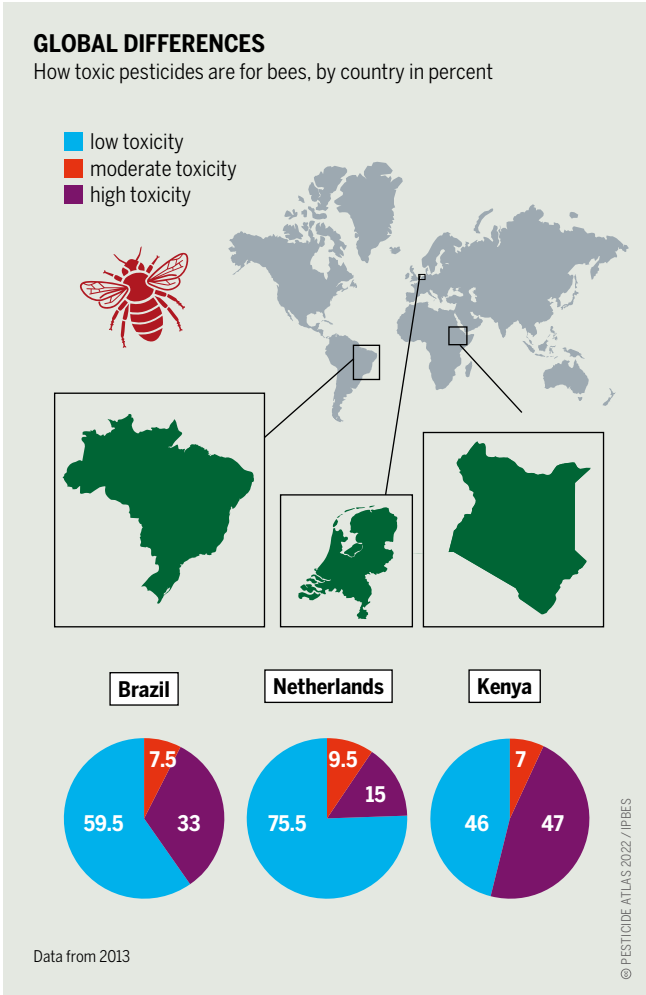 GLOBAL DIFFERENCES
How toxic pesticides are for bees, by country in percent
low toxicity
moderate toxicity
high toxicity
Brazil
Netherlands
Kenya
7.5
59.5
33
9.5
75.5
15
7
46
47
Data from 2013
PESTICIDE ATLAS 2022 / IPBES